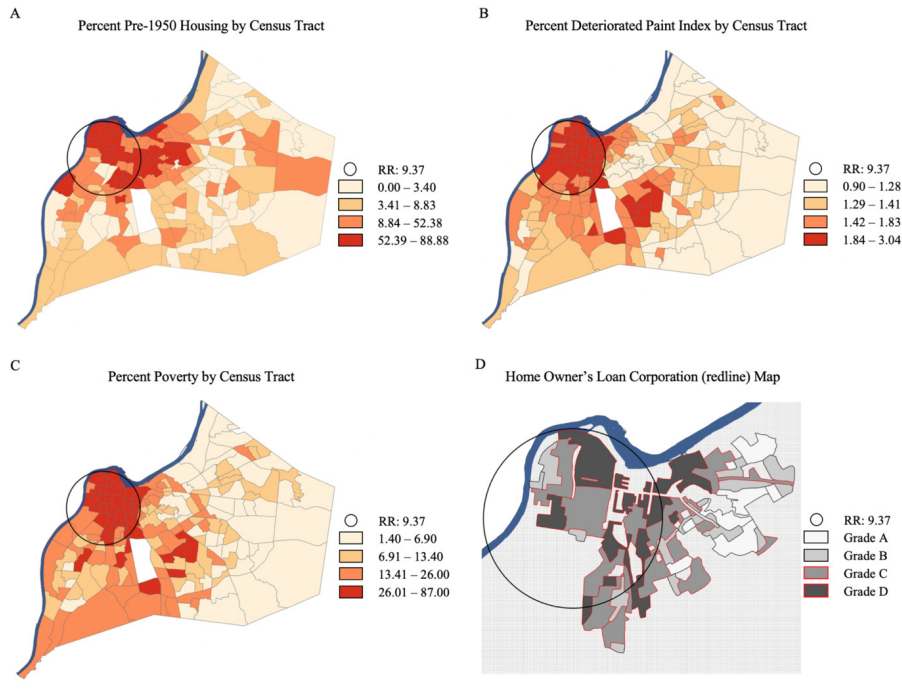 A
Percent Pre-1950 Housing by Census Tract
RR: 9.37
0.00 – 3.40
3.41 – 8.83
8.84 – 52.38
52.39 – 88.88
B
Percent Deteriorated Paint Index by Census Tract
RR: 9.37
0.90 – 1.28
1.29 – 1.41
1.42 – 1.83
1.84 – 3.04
C
Percent Poverty by Census Tract
RR: 9.37
1.40 – 6.90
6.91 – 13.40
13.41 – 26.00
26.01 – 87.00
D
Home Owner's Loan Corporation (redline) Map
RR: 9.37
Grade A
Grade B
Grade C
Grade D